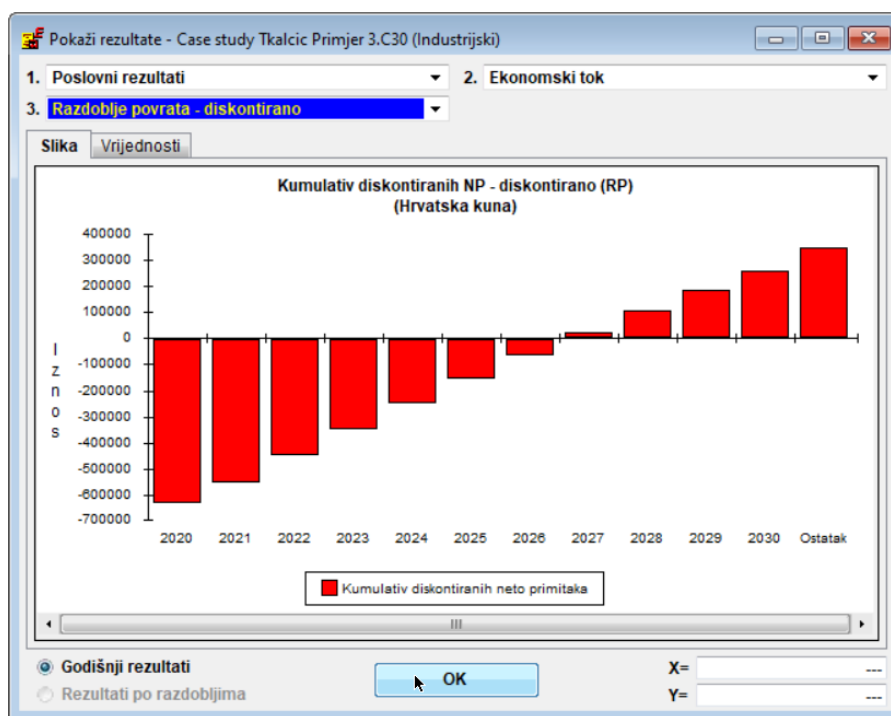 Pokaži rezultate - Case study Tkalcic Primjer 3.C30 (Industrijski)
1. Poslovni rezultati 2. Ekonomski tok
3. Razdoblje povrata - diskontirano
Slika Vrijednosti
Kumulativ diskontiranih NP - diskontirano (RP)
(Hrvatska kuna)
400000
300000
200000
100000
0
-100000
-200000
-300000
-400000
-500000
-600000
-700000
Iznos
2020 2021 2022 2023 2024 2025 2026 2027 2028 2029 2030 Ostatak
Kumulativ diskontiranih neto primitaka
Godišnji rezultati OK X= ---
Rezultati po razdobljima Y= ---